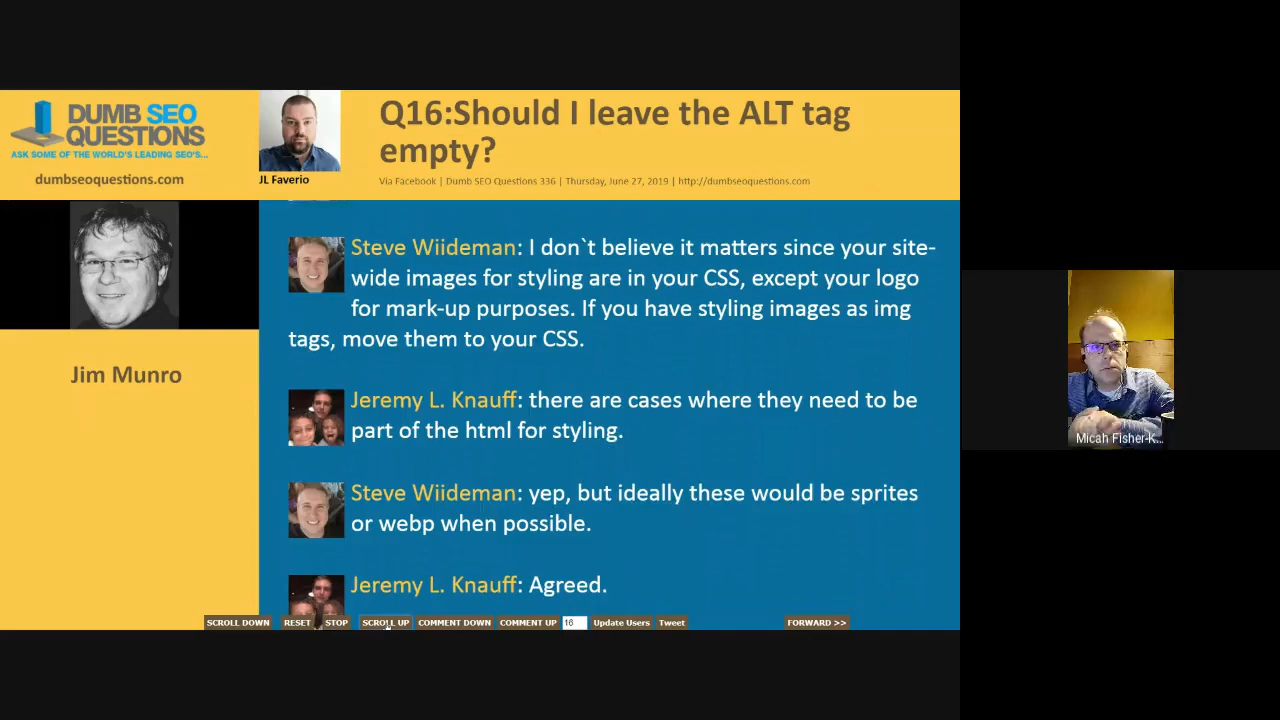 DUMB SEO
QUESTIONS
ASK SOME OF THE WORLD'S LEADING SEO'S...
dumbseoquestions.com
JL Faverio
Q16:Should I leave the ALT tag
empty?
Via Facebook | Dumb SEO Questions 336 | Thursday, June 27, 2019 | http://dumbseoquestions.com
Jim Munro
Steve Wiideman: I don`t believe it matters since your site-
wide images for styling are in your CSS, except your logo
for mark-up purposes. If you have styling images as img
tags, move them to your CSS.
Jeremy L. Knauff: there are cases where they need to be
part of the html for styling.
Steve Wiideman: yep, but ideally these would be sprites
or webp when possible.
Jeremy L. Knauff: Agreed.
SCROLL DOWN RESET STOP SCROLL UP COMMENT DOWN COMMENT UP 16 Update Users Tweet FORWARD >>
Micah Fisher-K...